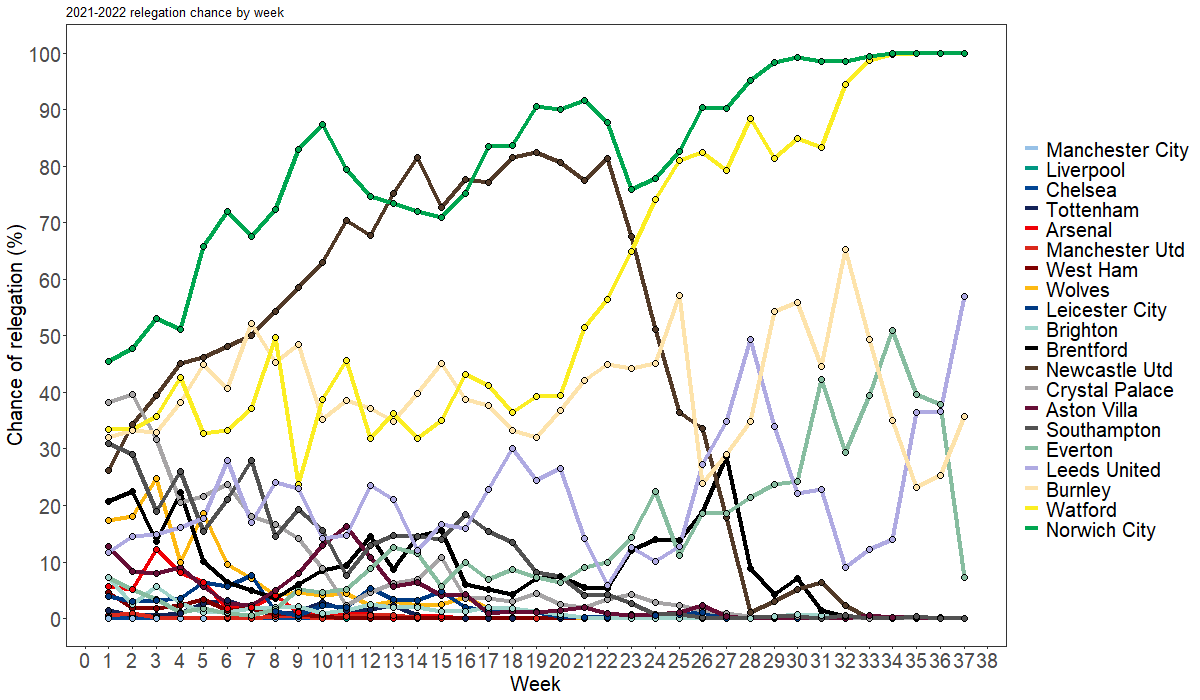 2021-2022 relegation chance by week
Chance of relegation (%)
100
90
80
70
60
50
40
30
20
10
0
0 1 2 3 4 5 6 7 8 9 10 11 12 13 14 15 16 17 18 19 20 21 22 23 24 25 26 27 28 29 30 31 32 33 34 35 36 37 38
Week
Manchester City
Liverpool
Chelsea
Tottenham
Arsenal
Manchester Utd
West Ham
Wolves
Leicester City
Brighton
Brentford
Newcastle Utd
Crystal Palace
Aston Villa
Southampton
Everton
Leeds United
Burnley
Watford
Norwich City